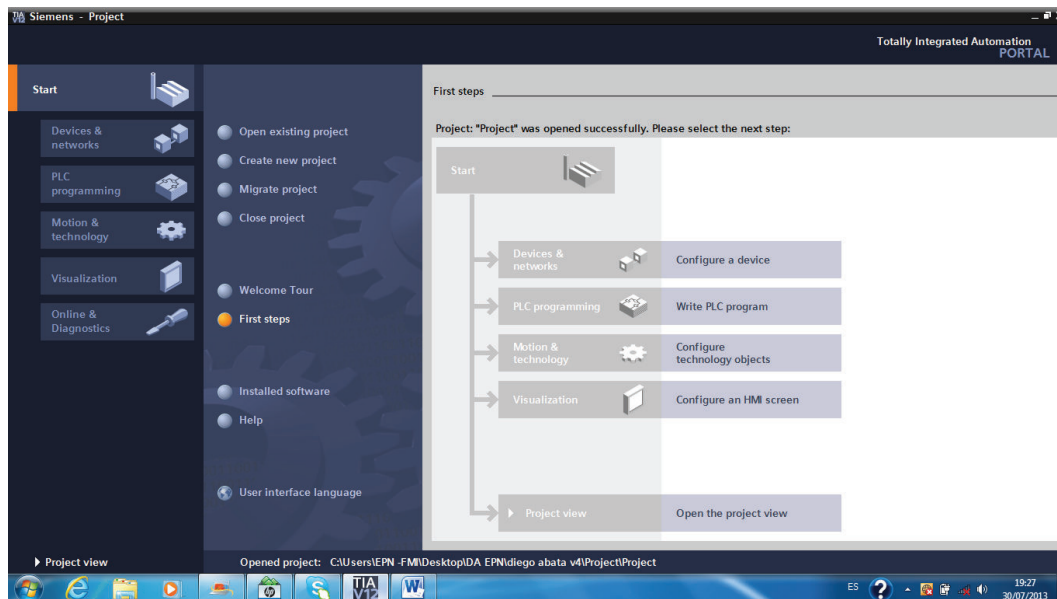 Siemens - Project
Totally Integrated Automation
PORTAL
Start
Devices &
networks
PLC
programming
Motion &
technology
Visualization
Online &
Diagnostics
Open existing project
Create new project
Migrate project
Close project
Welcome Tour
First steps
Installed software
Help
User interface language
First steps
Project: "Project" was opened successfully. Please select the next step:
Start
Devices &
networks
Configure a device
PLC programming
Write PLC program
Motion &
technology
Configure
technology objects
Visualization
Configure an HMI screen
Project view
Open the project view
Project view
Opened project: C:\Users\EPN -FMI\Desktop\DA EPN\diego abata v4\Project\Project
TIA
V12
hp
S
W
ES
19:27
30/07/2013